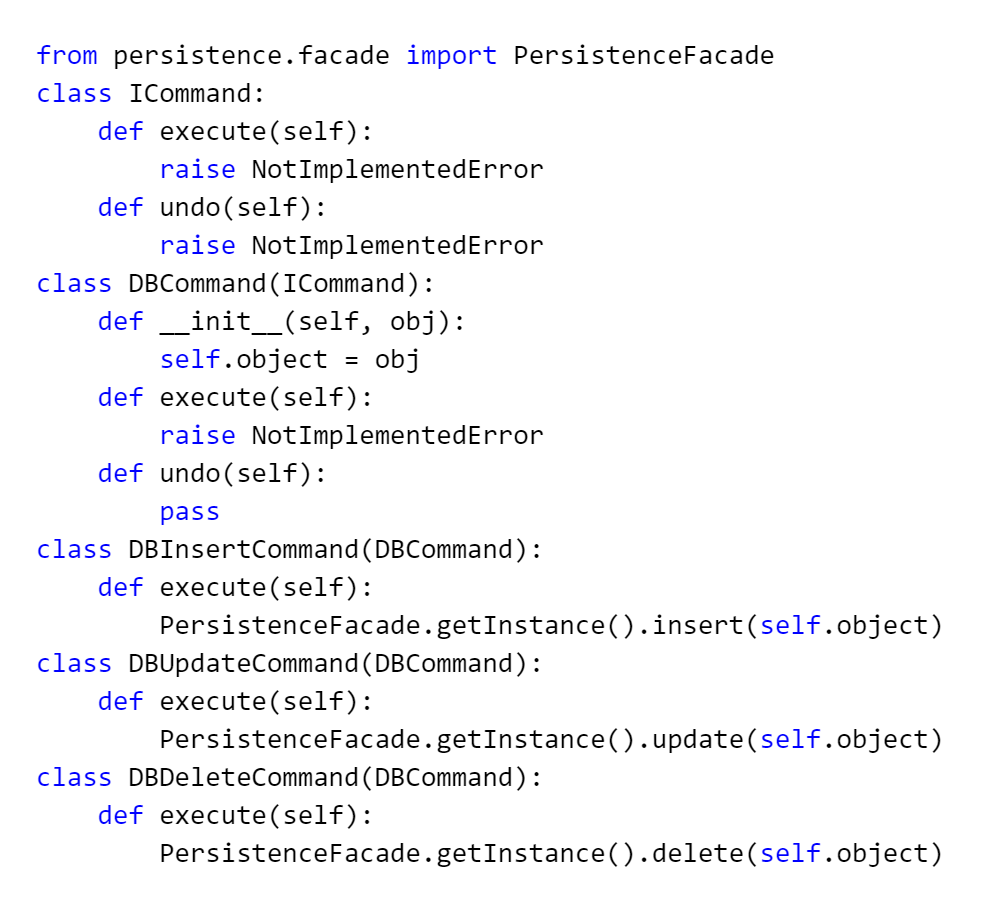 from persistence.facade import PersistenceFacade
class ICommand:
    def execute(self):
        raise NotImplementedError
    def undo(self):
        raise NotImplementedError
class DBCommand(ICommand):
    def __init__(self, obj):
        self.object = obj
    def execute(self):
        raise NotImplementedError
    def undo(self):
        pass
class DBInsertCommand(DBCommand):
    def execute(self):
        PersistenceFacade.getInstance().insert(self.object)
class DBUpdateCommand(DBCommand):
    def execute(self):
        PersistenceFacade.getInstance().update(self.object)
class DBDeleteCommand(DBCommand):
    def execute(self):
        PersistenceFacade.getInstance().delete(self.object)